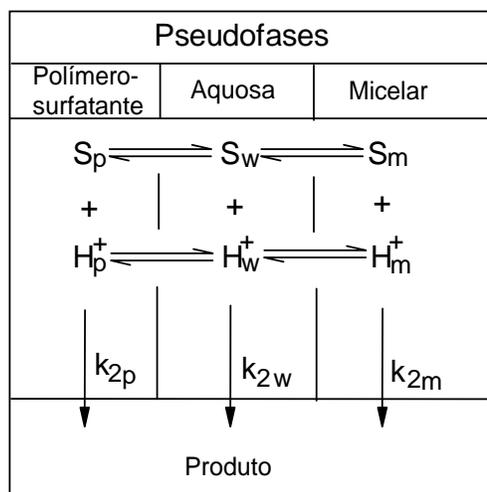 Pseudofases
Polímero-
surfatante
Aquosa
Micelar
Sp Sw Sm
+ + +
H⁺p H⁺w H⁺m
k2p k2w k2m
Produto